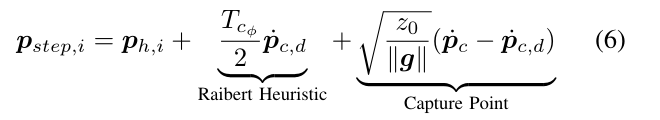 p_{step,i} = p_{h,i} + \frac{T_{c_\phi}}{2} \dot{p}_{c,d} + \sqrt{\frac{z_0}{\|g\|}} (\dot{p}_c - \dot{p}_{c,d}) (6)
Raibert Heuristic
Capture Point